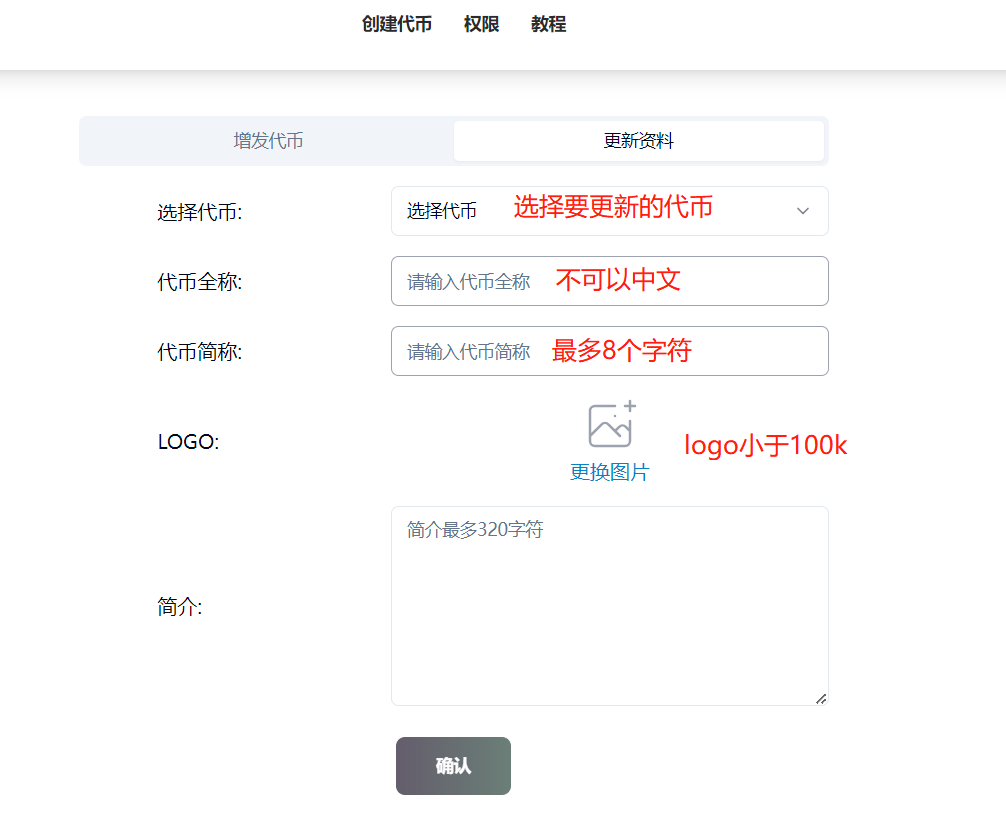 创建代币 权限 教程
增发代币 更新资料
选择代币: 选择代币 选择要更新的代币
代币全称: 请输入代币全称 不可以中文
代币简称: 请输入代币简称 最多8个字符
LOGO: 更换图片 logo小于100k
简介: 简介最多320字符
确认